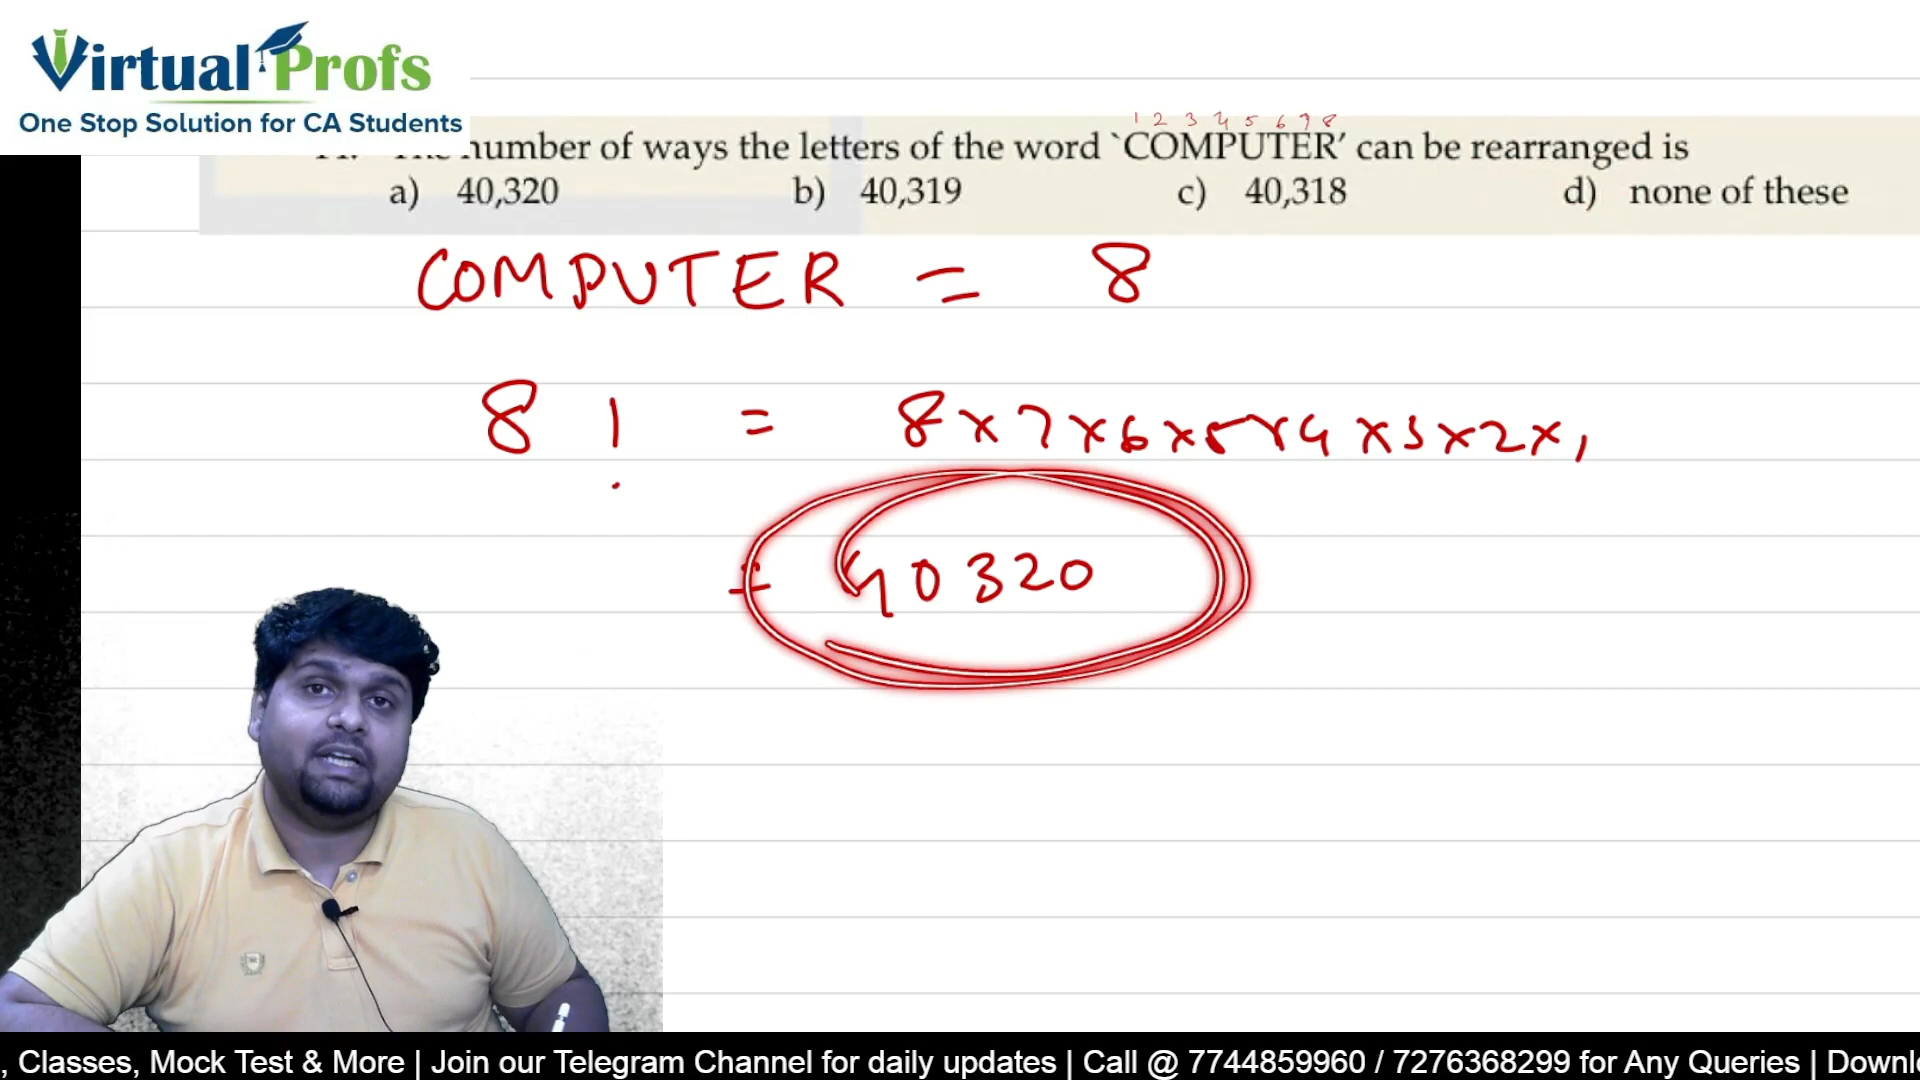 Virtual Profs
One Stop Solution for CA Students
1 2 3 4 5 6 7 8
number of ways the letters of the word `COMPUTER' can be rearranged is
a) 40,320 b) 40,319 c) 40,318 d) none of these
COMPUTER = 8
8 ! = 8 x 7 x 6 x 5 x 4 x 3 x 2 x 1
= 40320
, Classes, Mock Test & More | Join our Telegram Channel for daily updates | Call @ 7744859960 / 7276368299 for Any Queries |